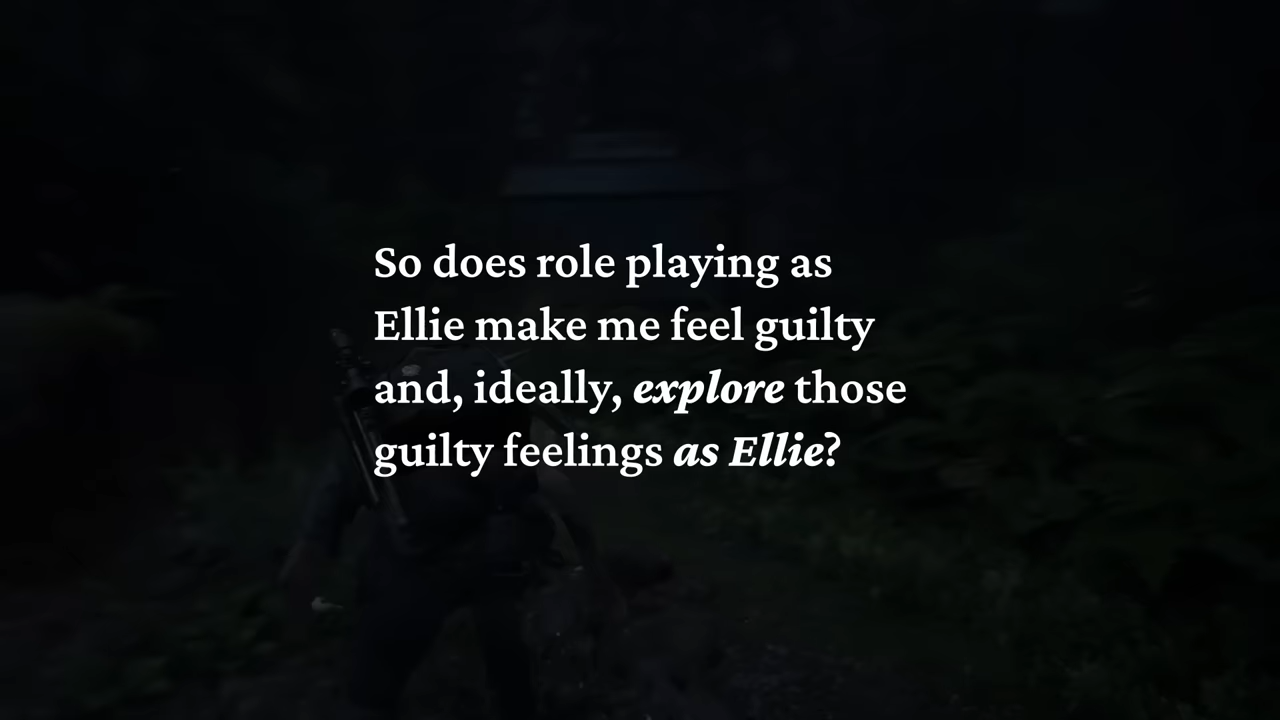 So does role playing as
Ellie make me feel guilty
and, ideally, explore those
guilty feelings as Ellie?